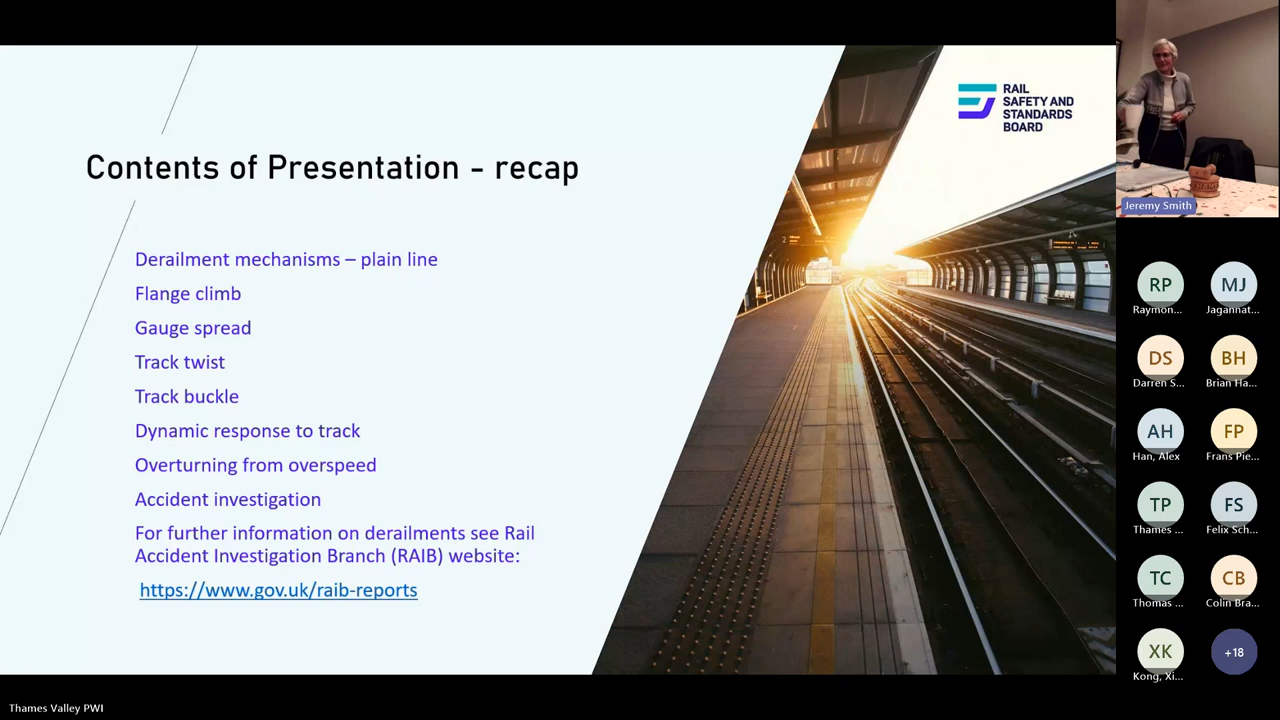 Contents of Presentation - recap
Derailment mechanisms – plain line
Flange climb
Gauge spread
Track twist
Track buckle
Dynamic response to track
Overturning from overspeed
Accident investigation
For further information on derailments see Rail
Accident Investigation Branch (RAIB) website:
https://www.gov.uk/raib-reports
RAIL
SAFETY AND
STANDARDS
BOARD
Jeremy Smith
RP
Raymon...
MJ
Jagannat...
DS
Darren S...
BH
Brian Ha...
AH
Han, Alex
FP
Frans Pie...
TP
Thames ...
FS
Felix Sch...
TC
Thomas ...
CB
Colin Bra...
XK
Kong, Xi...
+18
Thames Valley PWI